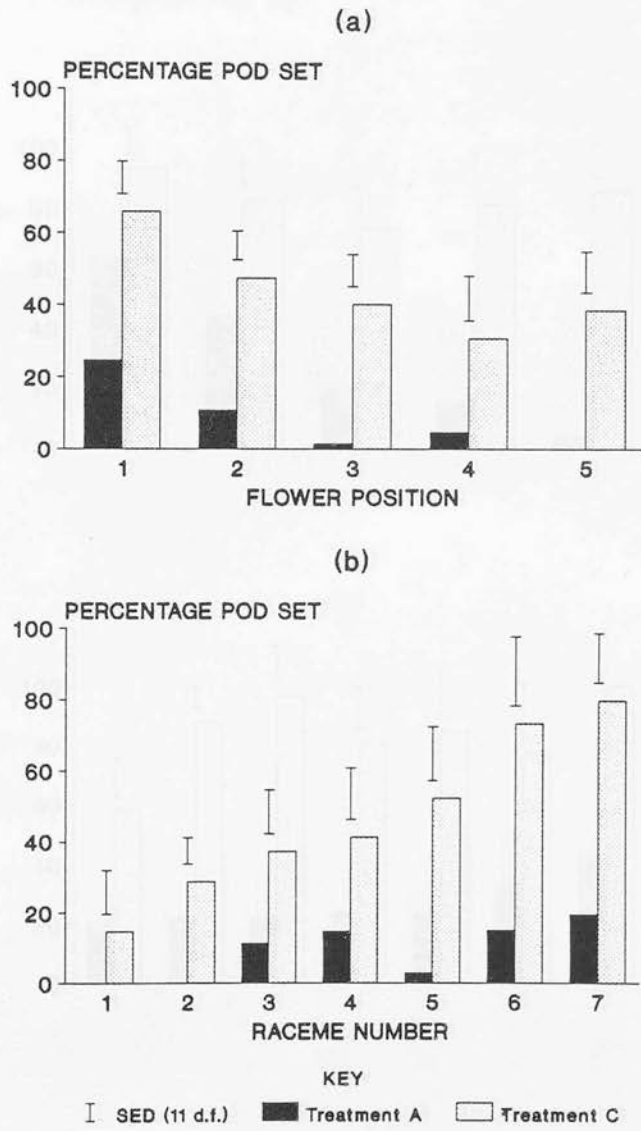 (a)
PERCENTAGE POD SET
100
80
60
40
20
0
1 2 3 4 5
FLOWER POSITION
(b)
PERCENTAGE POD SET
100
80
60
40
20
0
1 2 3 4 5 6 7
RACEME NUMBER
KEY
SED (11 d.f.) Treatment A Treatment C